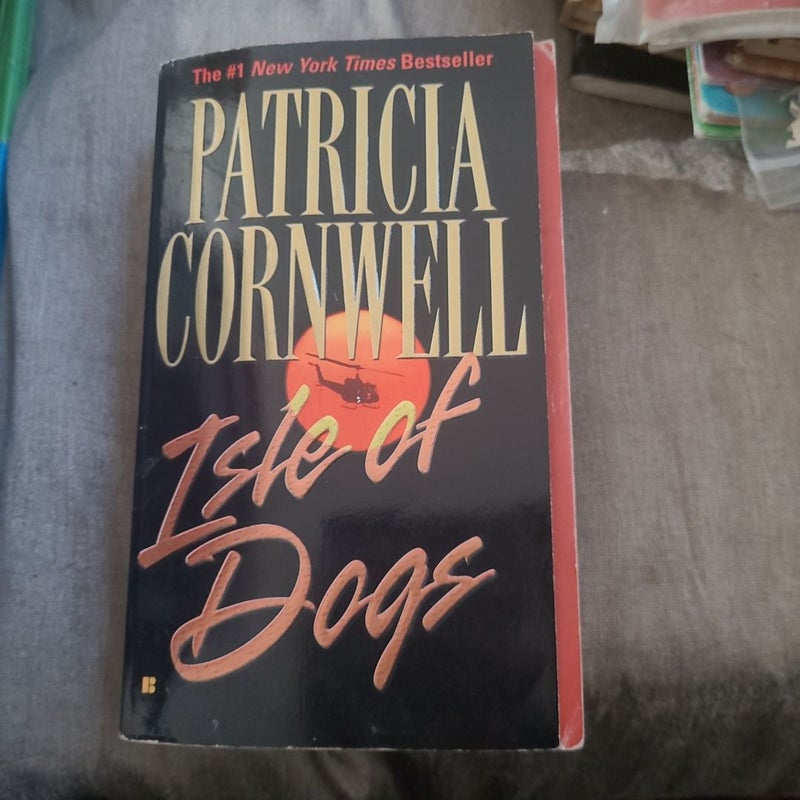 The #1 New York Times Bestseller
PATRICIA
CORNWELL
Isle of
Dogs
B